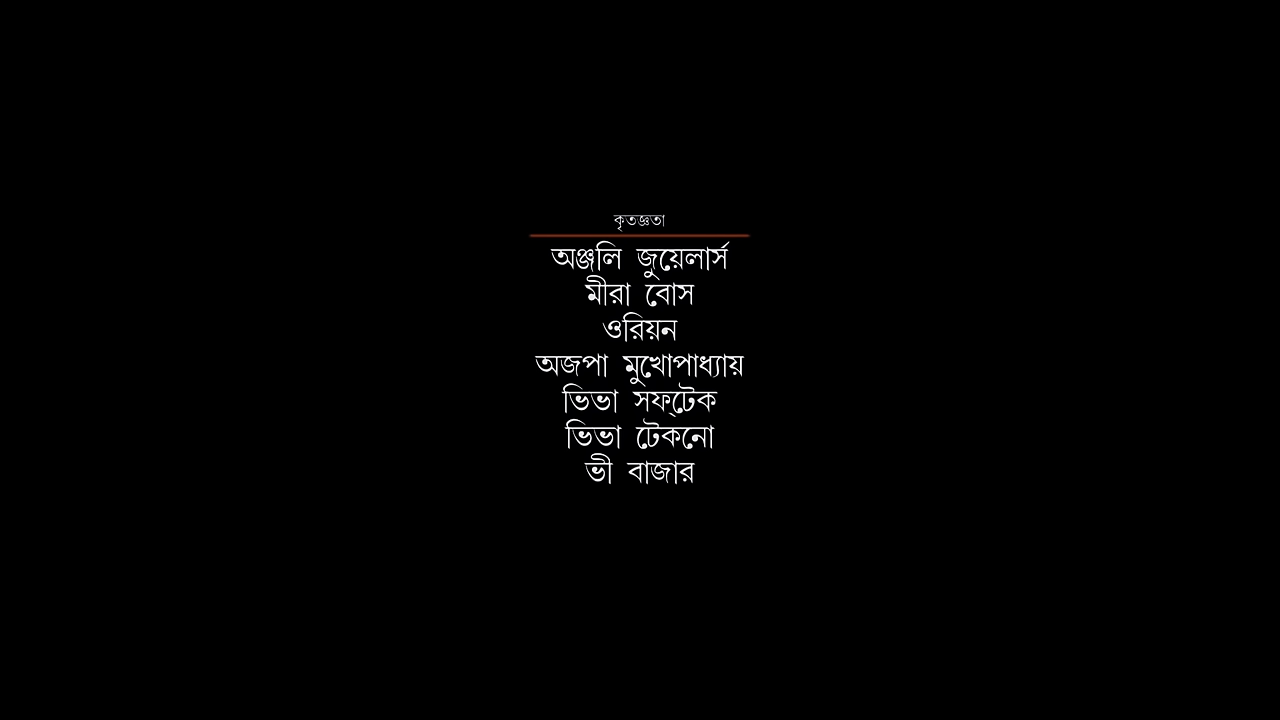 কৃতজ্ঞতা
অঞ্জলি জুয়েলার্স
মীরা বোস
ওরিয়ন
অজপা মুখোপাধ্যায়
ভিভা সফ্টেক
ভিভা টেকনো
ভী বাজার